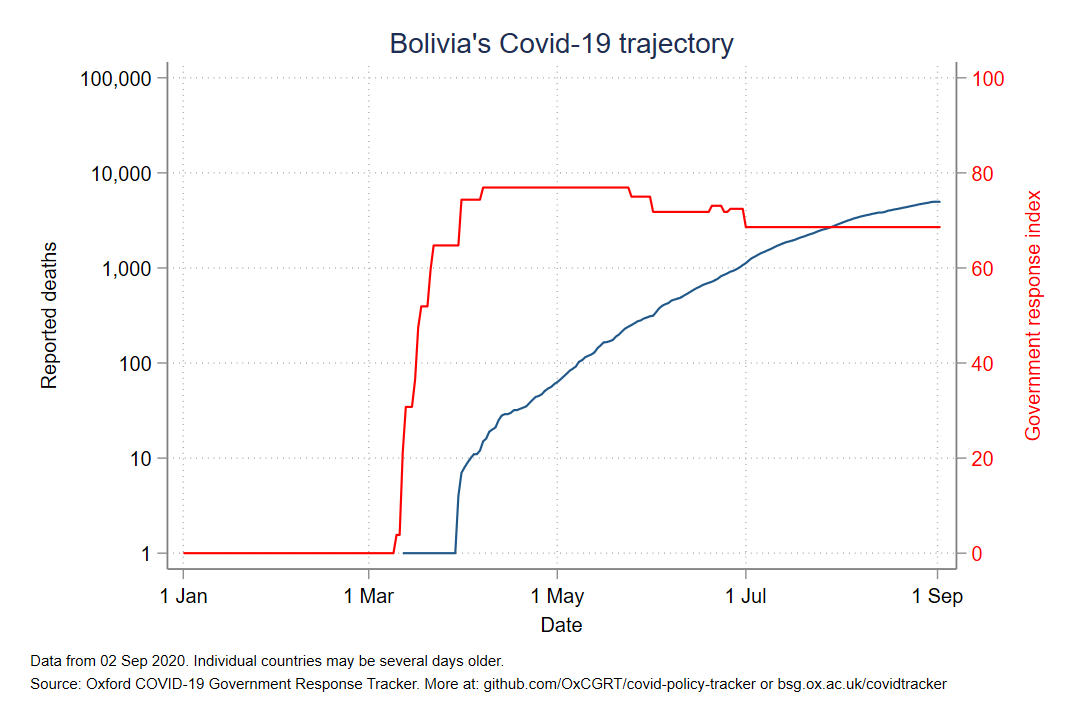 Bolivia's Covid-19 trajectory
100,000
10,000
1,000
100
10
1
Reported deaths
100
80
60
40
20
0
Government response index
1 Jan
1 Mar
1 May
1 Jul
1 Sep
Date
Data from 02 Sep 2020. Individual countries may be several days older.
Source: Oxford COVID-19 Government Response Tracker. More at: github.com/OxCGRT/covid-policy-tracker or bsg.ox.ac.uk/covidtracker